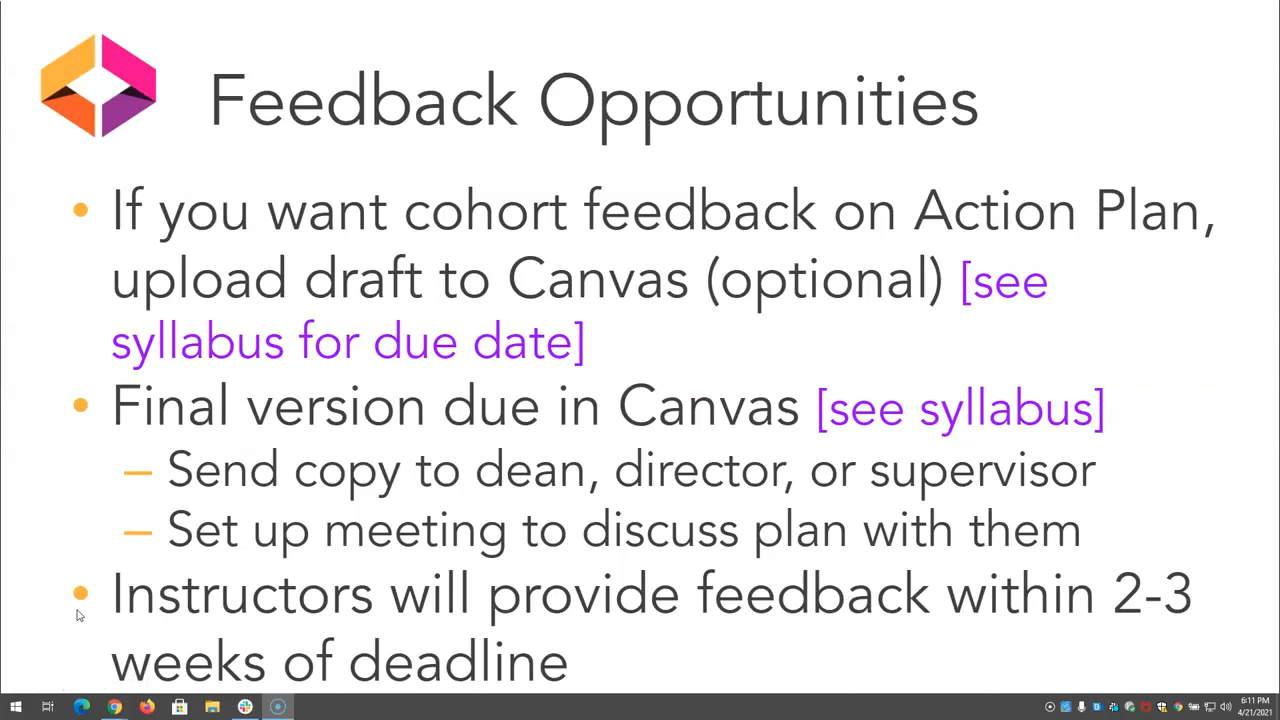 Feedback Opportunities
• If you want cohort feedback on Action Plan,
upload draft to Canvas (optional) [see
syllabus for due date]
• Final version due in Canvas [see syllabus]
– Send copy to dean, director, or supervisor
– Set up meeting to discuss plan with them
• Instructors will provide feedback within 2-3
weeks of deadline
6:11 PM
4/21/2021